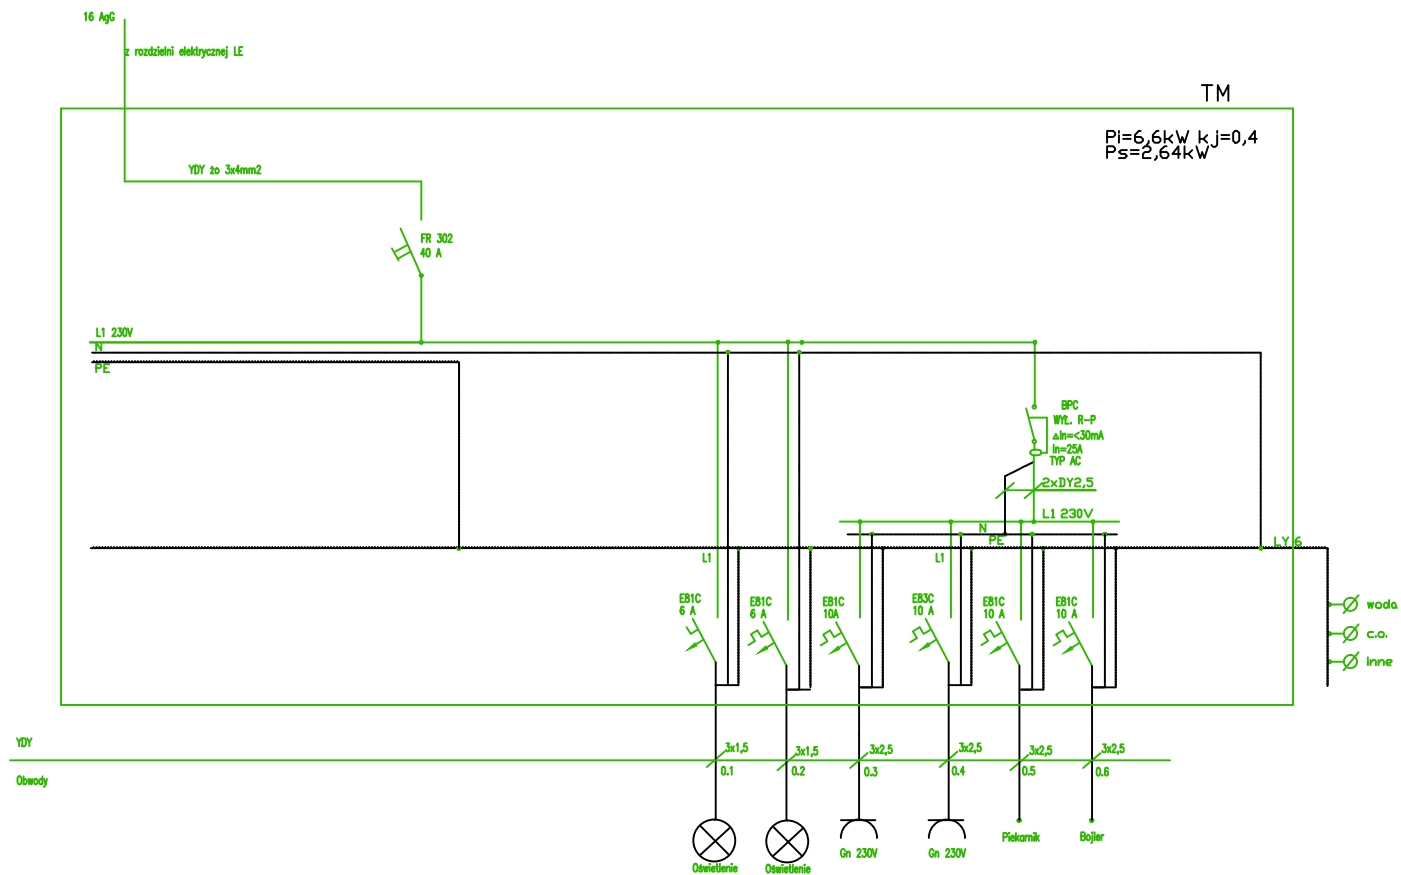 16 AgG
z rozdzielni elektrycznej LE
TM
Pi=6,6kW kj=0,4
Ps=2,64kW
YDY żo 3x4mm2
FR 302
40 A
L1 230V
N
PE
BPC
WYŁ. R-P
△In=<30mA
In=25A
TYP AC
2xDY2,5
L1 230V
N
PE
LY 6
L1
L1
EB1C
6 A
EB1C
6 A
EB1C
10A
EB3C
10 A
EB1C
10 A
EB1C
10 A
woda
c.o.
inne
YDY
3x1,5
3x1,5
3x2,5
3x2,5
3x2,5
3x2,5
Obwody
0.1
0.2
0.3
0.4
0.5
0.6
Oświetlenie
Oświetlenie
Gn 230V
Gn 230V
Piekarnik
Bojler